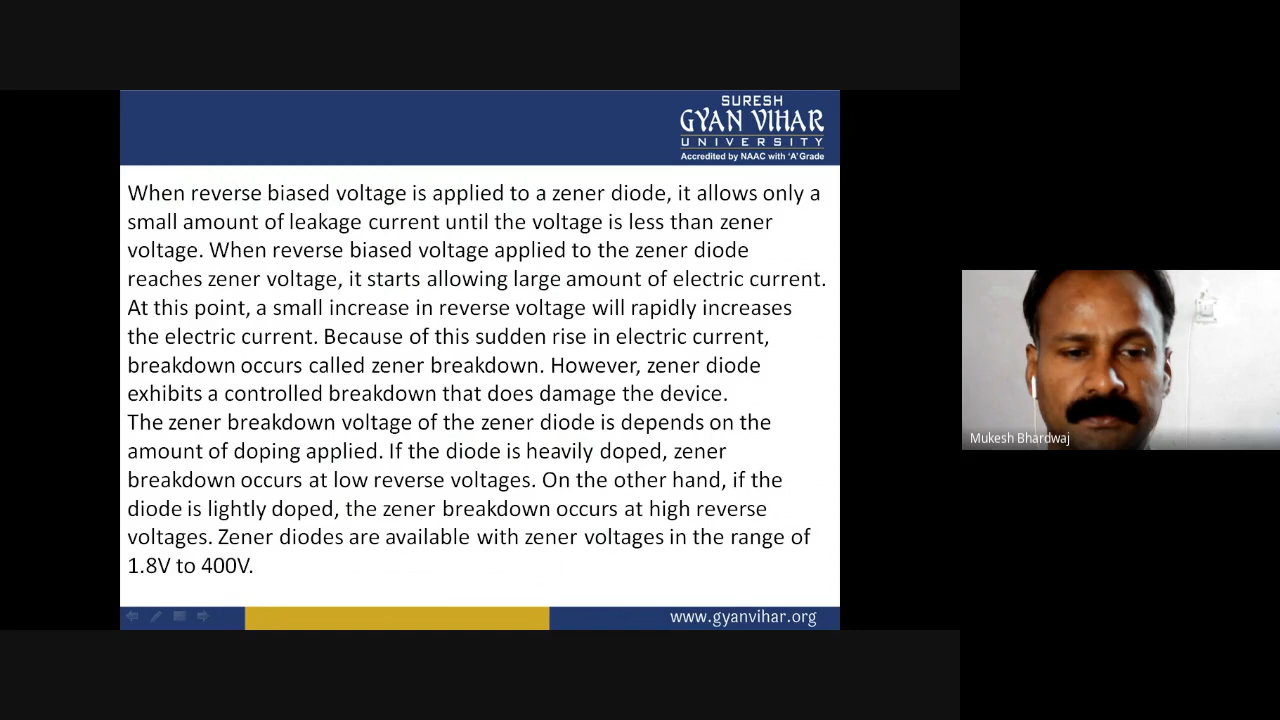 SURESH
GYAN VIHAR
UNIVERSITY
Accredited by NAAC with 'A' Grade
When reverse biased voltage is applied to a zener diode, it allows only a
small amount of leakage current until the voltage is less than zener
voltage. When reverse biased voltage applied to the zener diode
reaches zener voltage, it starts allowing large amount of electric current.
At this point, a small increase in reverse voltage will rapidly increases
the electric current. Because of this sudden rise in electric current,
breakdown occurs called zener breakdown. However, zener diode
exhibits a controlled breakdown that does damage the device.
The zener breakdown voltage of the zener diode is depends on the
amount of doping applied. If the diode is heavily doped, zener
breakdown occurs at low reverse voltages. On the other hand, if the
diode is lightly doped, the zener breakdown occurs at high reverse
voltages. Zener diodes are available with zener voltages in the range of
1.8V to 400V.
www.gyanvihar.org
Mukesh Bhardwaj